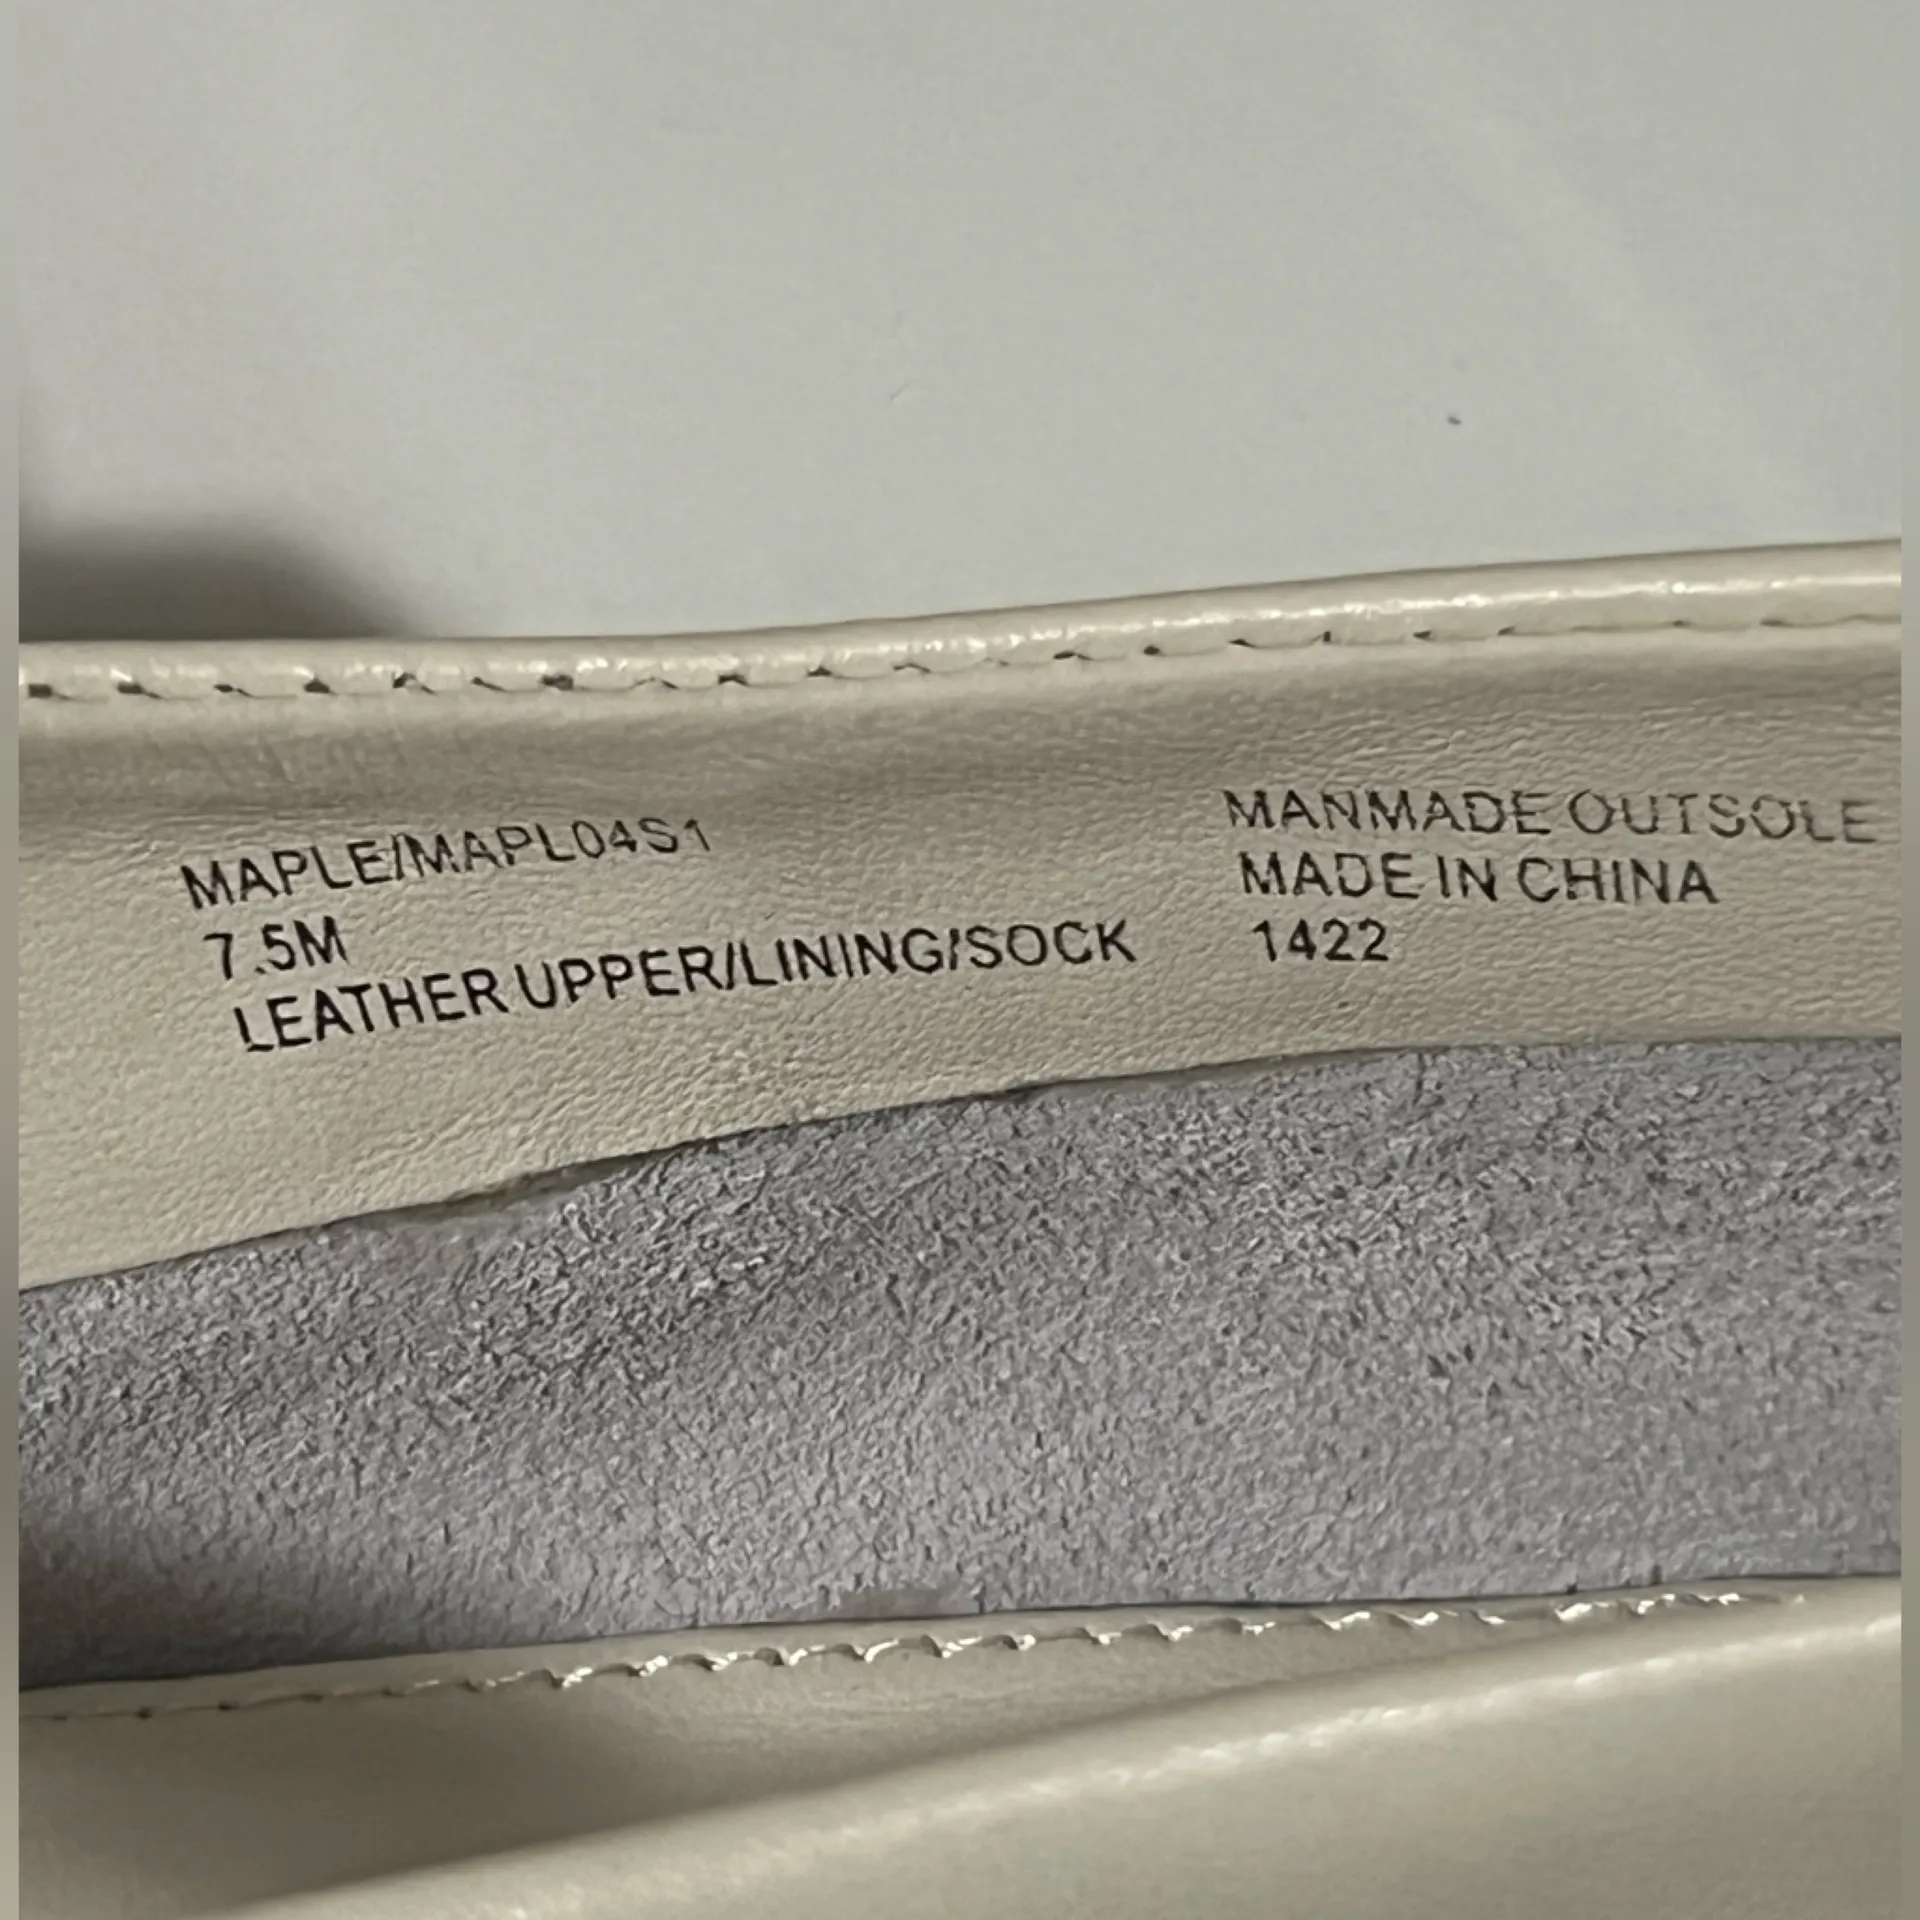 MAPLE/MAPL04S1
7.5M
LEATHER UPPER/LINING/SOCK
MANMADE OUTSOLE
MADE IN CHINA
1422